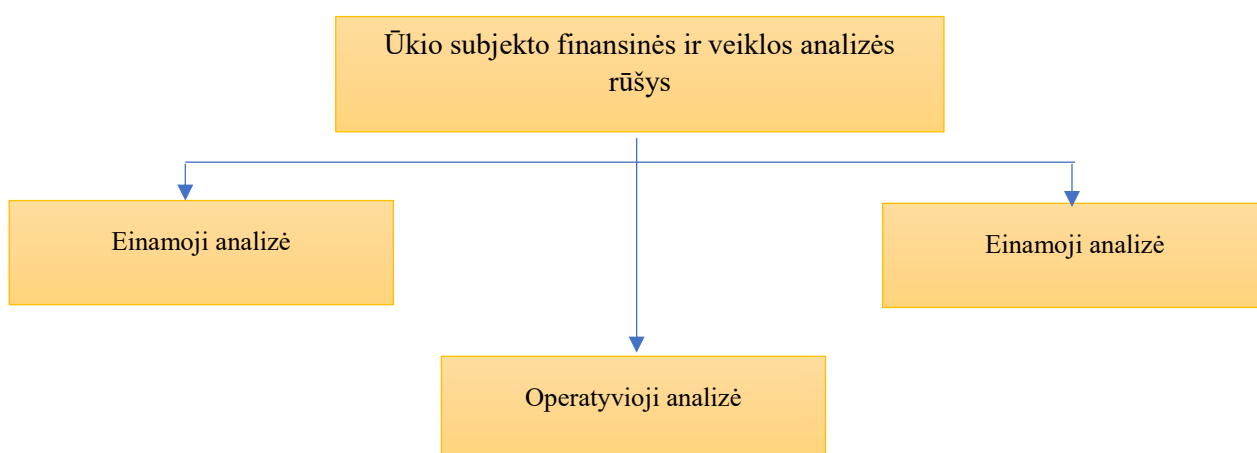 Ūkio subjekto finansinės ir veiklos analizės
rūšys
Einamoji analizė
Einamoji analizė
Operatyvioji analizė